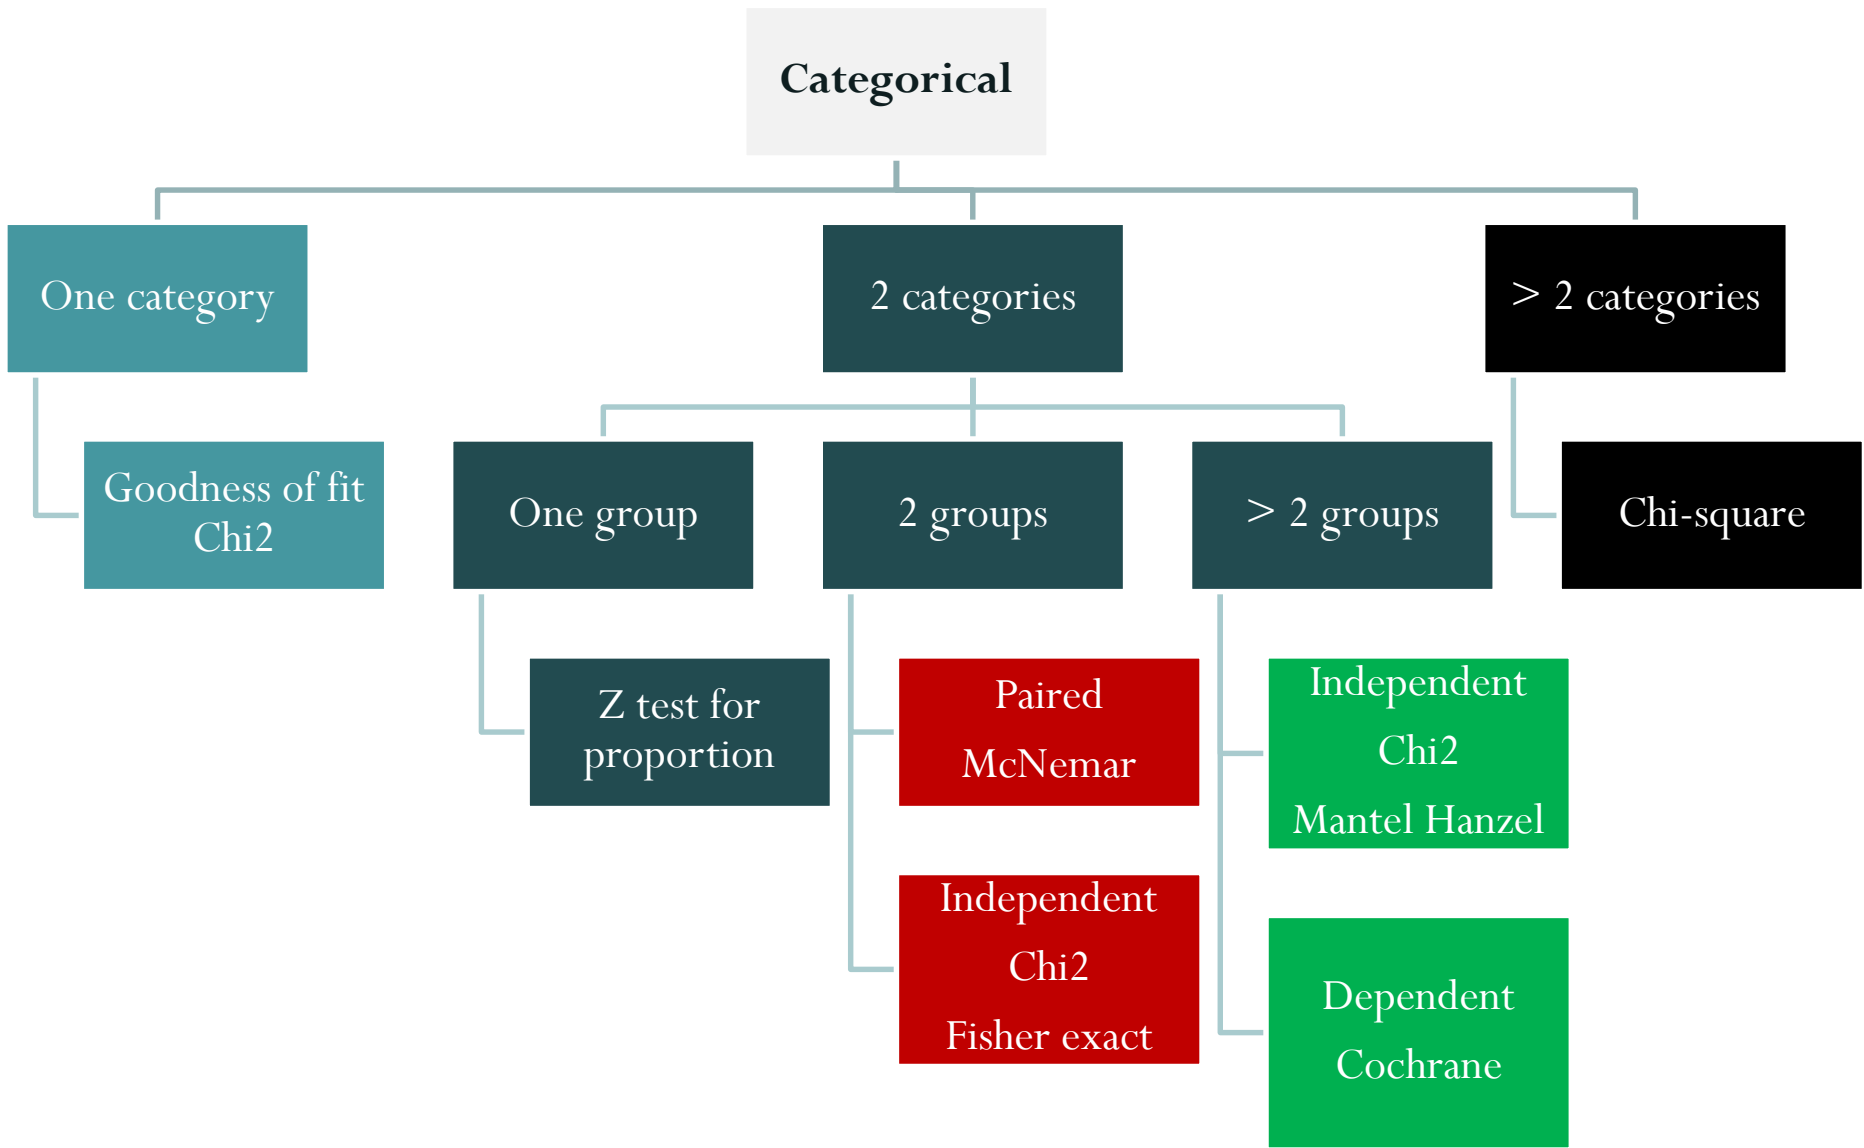 Categorical
One category
2 categories
> 2 categories
Goodness of fit
Chi2
One group
2 groups
> 2 groups
Chi-square
Z test for
proportion
Paired
McNemar
Independent
Chi2
Mantel Hanzel
Independent
Chi2
Fisher exact
Dependent
Cochrane